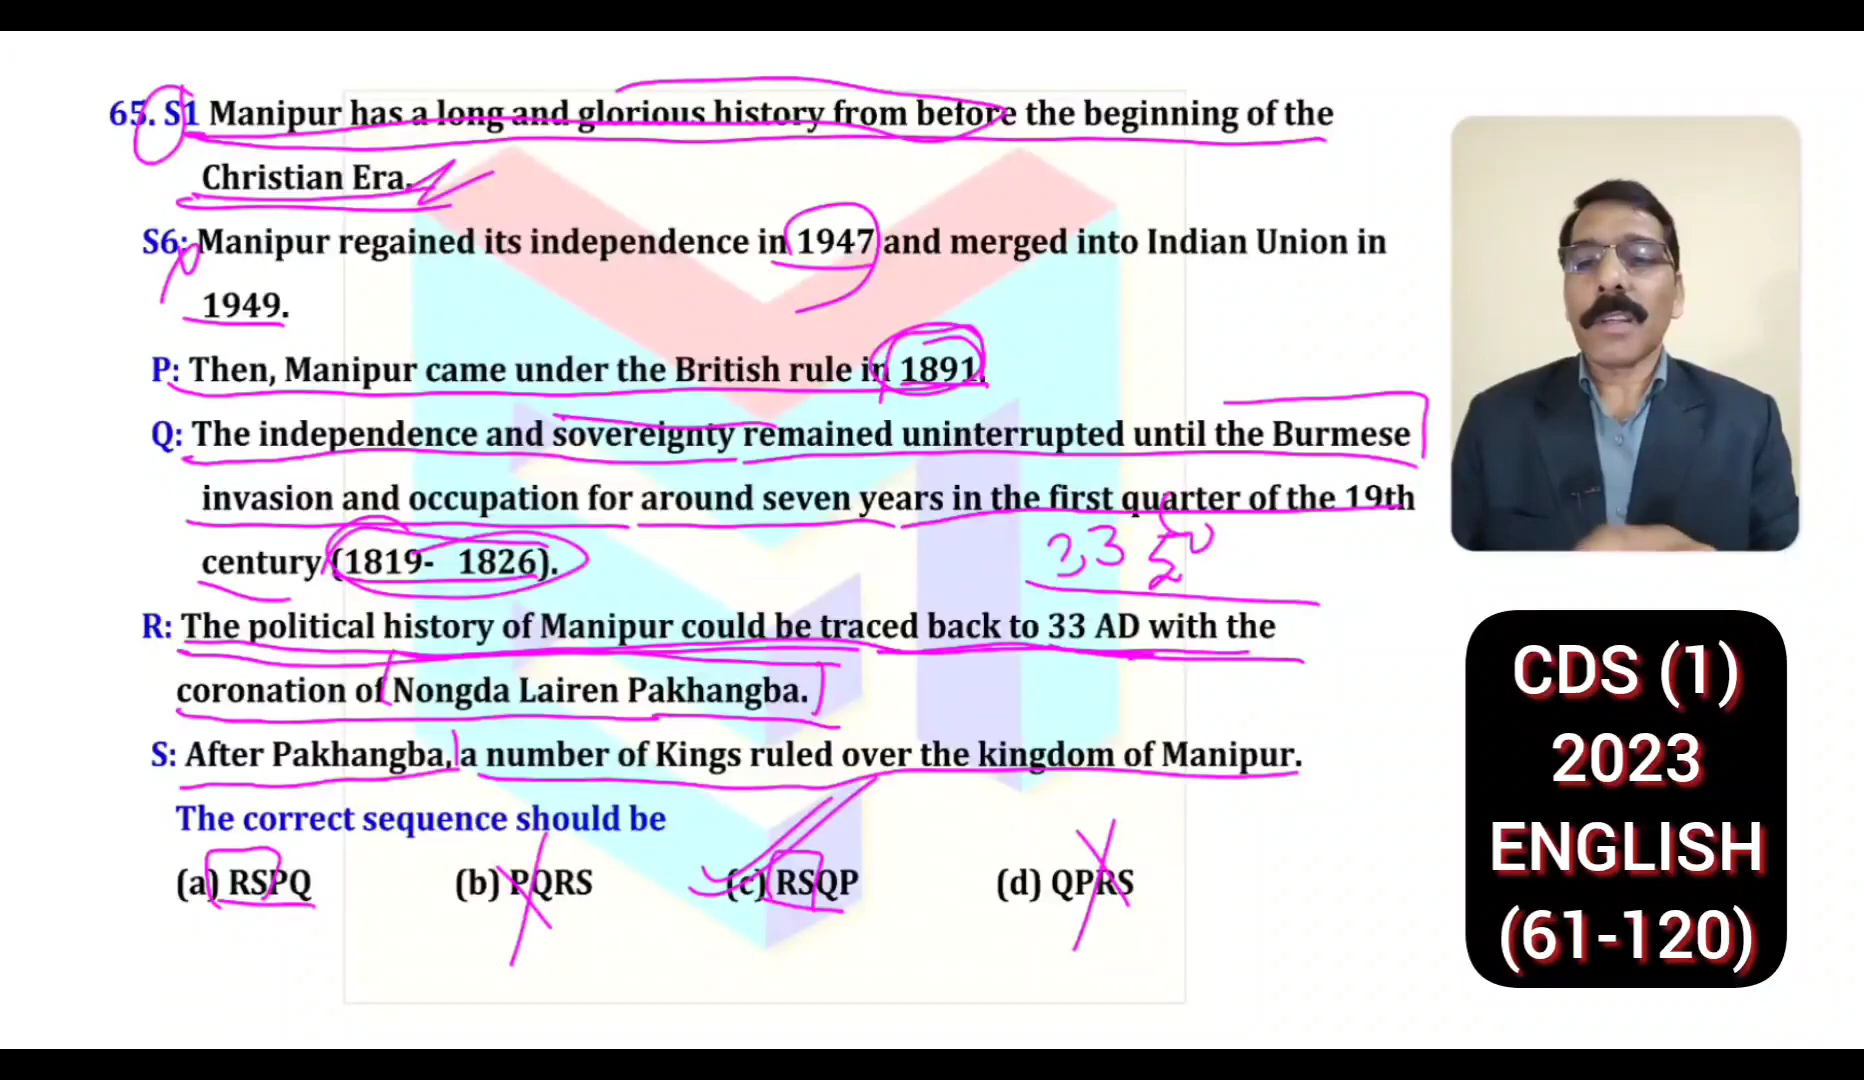 65. S1 Manipur has a long and glorious history from before the beginning of the
Christian Era.
S6: Manipur regained its independence in 1947 and merged into Indian Union in
1949.
P: Then, Manipur came under the British rule in 1891.
Q: The independence and sovereignty remained uninterrupted until the Burmese
invasion and occupation for around seven years in the first quarter of the 19th
century (1819- 1826).
33
R: The political history of Manipur could be traced back to 33 AD with the
coronation of Nongda Lairen Pakhangba.
S: After Pakhangba, a number of Kings ruled over the kingdom of Manipur.
The correct sequence should be
(a) RSPQ (b) PQRS (c) RSQP (d) QPRS
CDS (1)
2023
ENGLISH
(61-120)